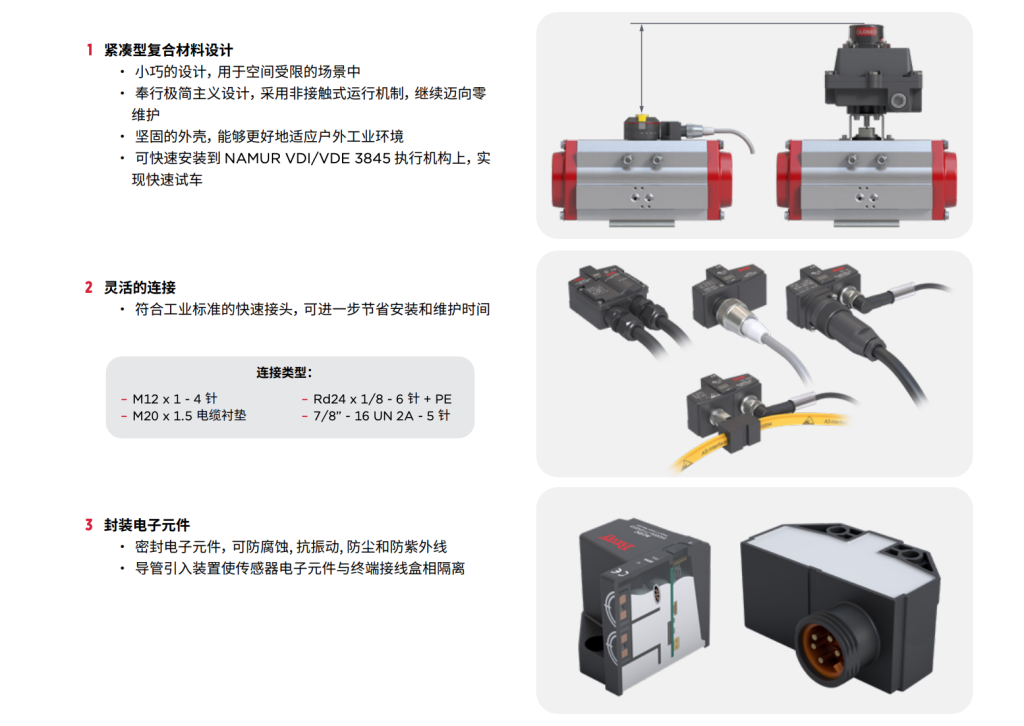 1 紧凑型复合材料设计
• 小巧的设计，用于空间受限的场景中
• 奉行极简主义设计，采用非接触式运行机制，继续迈向零
维护
• 坚固的外壳，能够更好地适应户外工业环境
• 可快速安装到 NAMUR VDI/VDE 3845 执行机构上，实
现快速试车
2 灵活的连接
• 符合工业标准的快速接头，可进一步节省安装和维护时间
连接类型：
– M12 x 1 - 4 针
– Rd24 x 1/8 - 6 针 + PE
– M20 x 1.5 电缆衬垫
– 7/8” - 16 UN 2A - 5 针
3 封装电子元件
• 密封电子元件，可防腐蚀, 抗振动, 防尘和防紫外线
• 导管引入装置使传感器电子元件与终端接线盒相隔离
CE